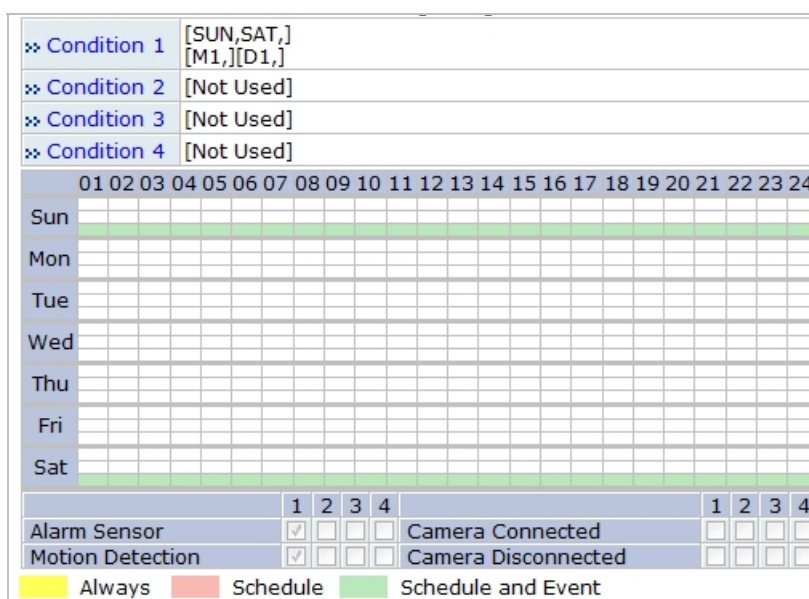 » Condition 1 [SUN,SAT,]
[M1,][D1,]
» Condition 2 [Not Used]
» Condition 3 [Not Used]
» Condition 4 [Not Used]
01 02 03 04 05 06 07 08 09 10 11 12 13 14 15 16 17 18 19 20 21 22 23 24
Sun
Mon
Tue
Wed
Thu
Fri
Sat
1 2 3 4 1 2 3 4
Alarm Sensor Camera Connected
Motion Detection Camera Disconnected
Always Schedule Schedule and Event